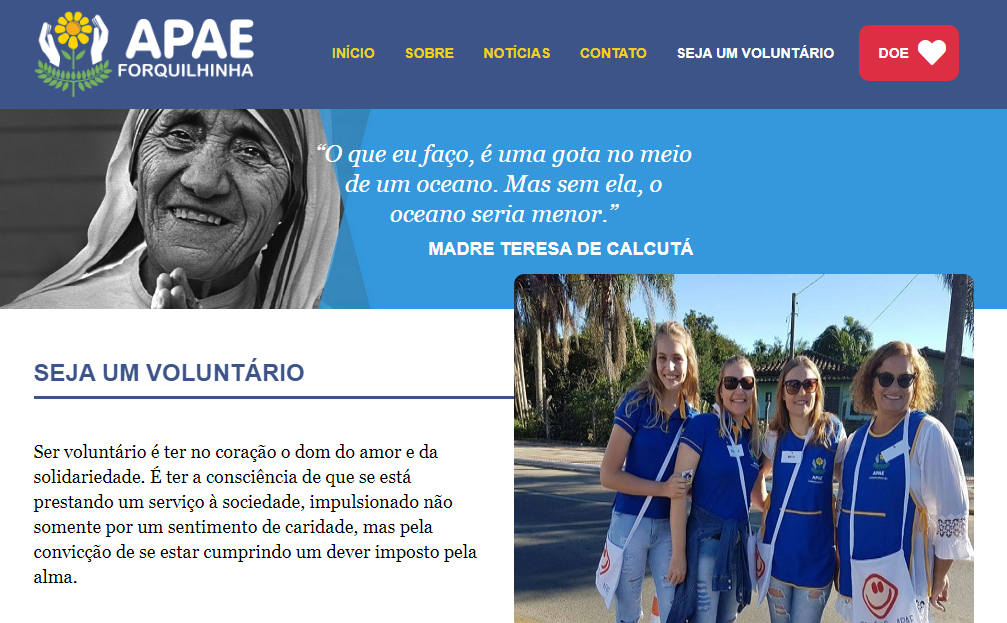 APAE
FORQUILHINHA
INÍCIO SOBRE NOTÍCIAS CONTATO SEJA UM VOLUNTÁRIO DOE
“O que eu faço, é uma gota no meio
de um oceano. Mas sem ela, o
oceano seria menor.”
MADRE TERESA DE CALCUTÁ
SEJA UM VOLUNTÁRIO
Ser voluntário é ter no coração o dom do amor e da
solidariedade. É ter a consciência de que se está
prestando um serviço à sociedade, impulsionado não
somente por um sentimento de caridade, mas pela
convicção de se estar cumprindo um dever imposto pela
alma.
APAE
APAE
APAE